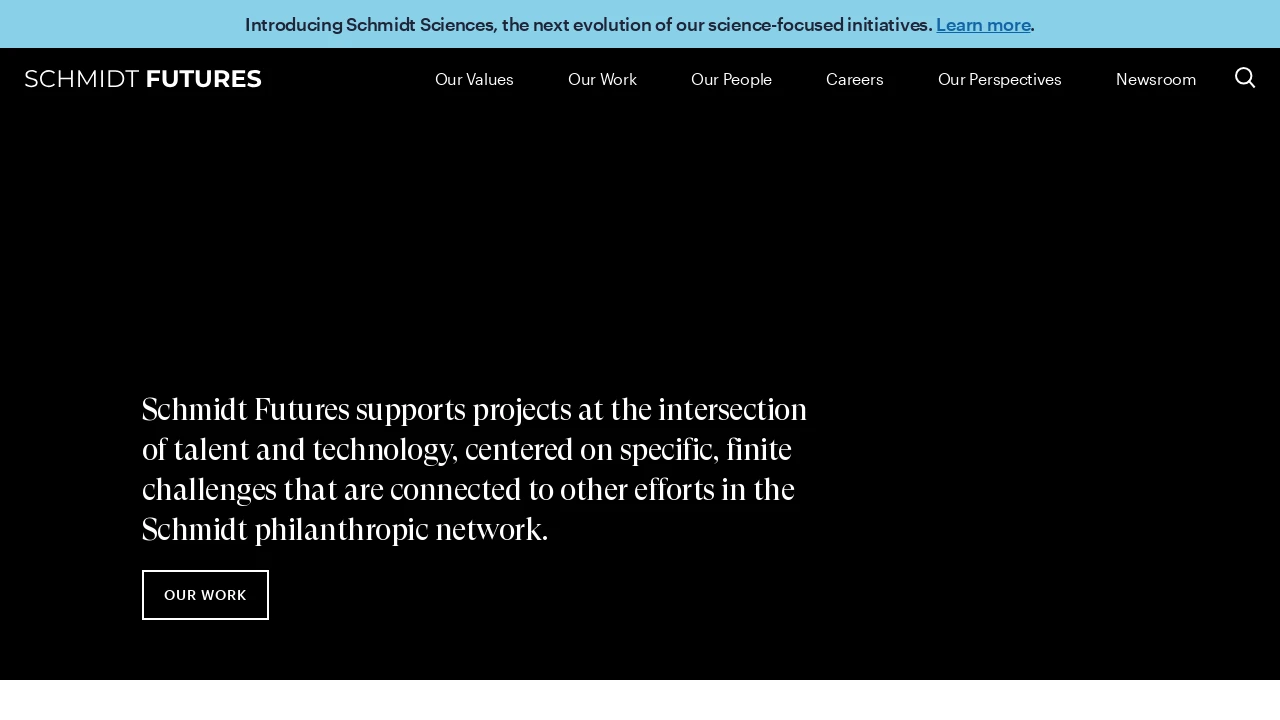 Introducing Schmidt Sciences, the next evolution of our science-focused initiatives. Learn more.
SCHMIDT FUTURES
Our Values
Our Work
Our People
Careers
Our Perspectives
Newsroom
Schmidt Futures supports projects at the intersection
of talent and technology, centered on specific, finite
challenges that are connected to other efforts in the
Schmidt philanthropic network.
OUR WORK